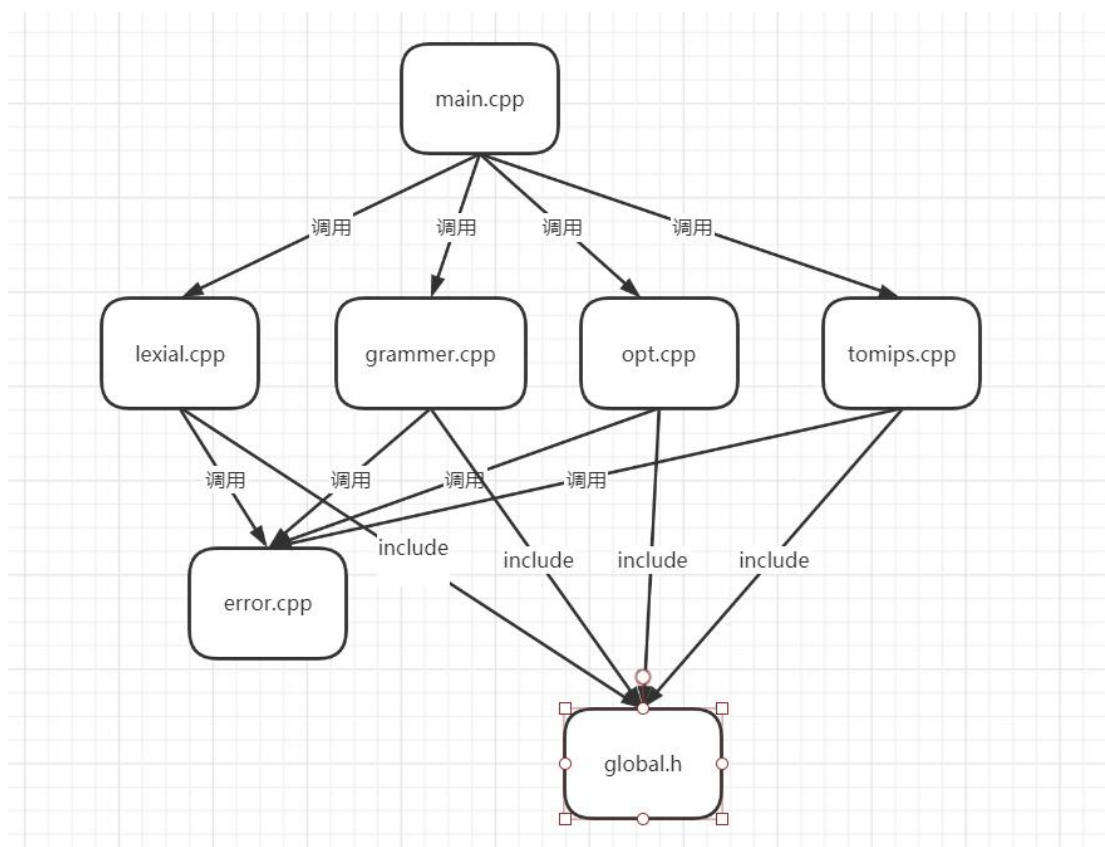 main.cpp
调用
调用
调用
调用
lexial.cpp
grammer.cpp
opt.cpp
tomips.cpp
调用
调用
调用
调用
include
include
include
include
error.cpp
global.h